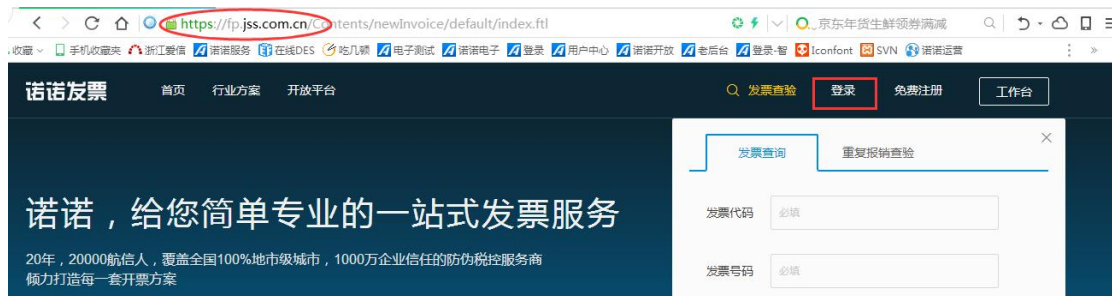 https://fp.jss.com.cn/Contents/newInvoice/default/index.ftl 京东年货生鲜领券满减
收藏 手机收藏夹 浙江爱信 诺诺服务 在线DES 吃几顿 电子测试 诺诺电子 登录 用户中心 诺诺开放 老后台 登录-智 Iconfont SVN 诺诺运营
诺诺发票 首页 行业方案 开放平台 发票查验 登录 免费注册 工作台
发票查询 重复报销查验
诺诺，给您简单专业的一站式发票服务
发票代码 必填
20年，20000航信人，覆盖全国100%地市级城市，1000万企业信任的防伪税控服务商
倾力打造每一套开票方案
发票号码 必填